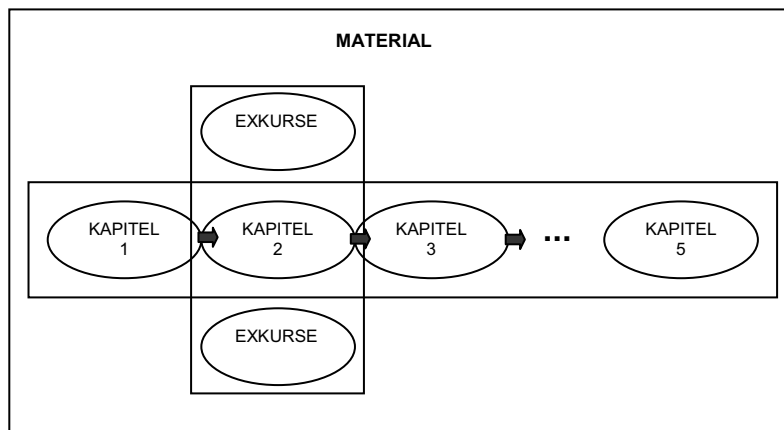 MATERIAL
EXKURSE
KAPITEL
1
KAPITEL
2
KAPITEL
3
...
KAPITEL
5
EXKURSE